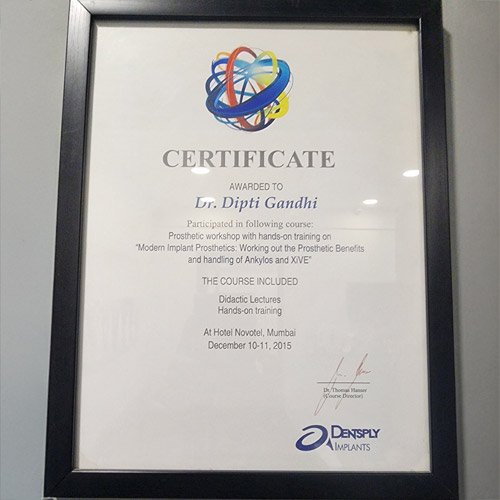 CERTIFICATE
AWARDED TO
Dr. Dipti Gandhi
Participated in following course:
Prosthetic workshop with hands-on training on
"Modern Implant Prosthetics: Working out the Prosthetic Benefits
and handling of Ankylos and XiVE"
THE COURSE INCLUDED
Didactic Lectures
Hands-on training
At Hotel Novotel, Mumbai
December 10-11, 2015
Dr. Thomas Hanser
(Course Director)
DENTSPLY
IMPLANTS